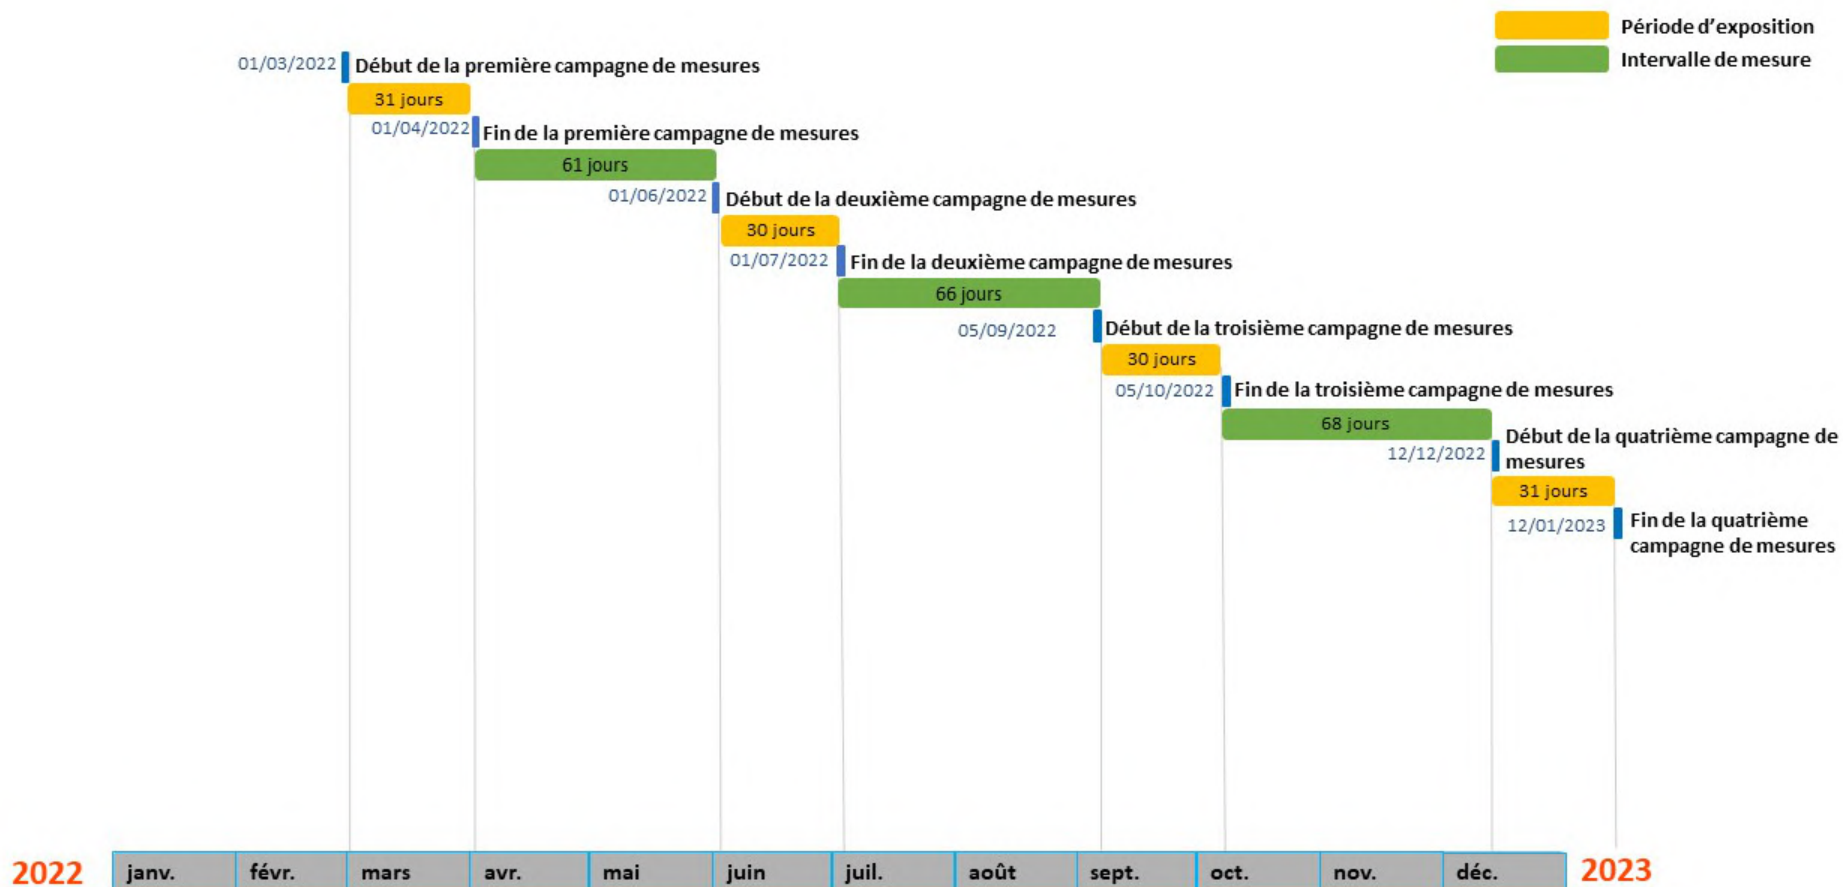 Période d'exposition
Intervalle de mesure
01/03/2022 Début de la première campagne de mesures
31 jours
01/04/2022 Fin de la première campagne de mesures
61 jours
01/06/2022 Début de la deuxième campagne de mesures
30 jours
01/07/2022 Fin de la deuxième campagne de mesures
66 jours
05/09/2022 Début de la troisième campagne de mesures
30 jours
05/10/2022 Fin de la troisième campagne de mesures
68 jours
12/12/2022 Début de la quatrième campagne de
mesures
31 jours
12/01/2023 Fin de la quatrième
campagne de mesures
2022 janv. févr. mars avr. mai juin juil. août sept. oct. nov. déc. 2023